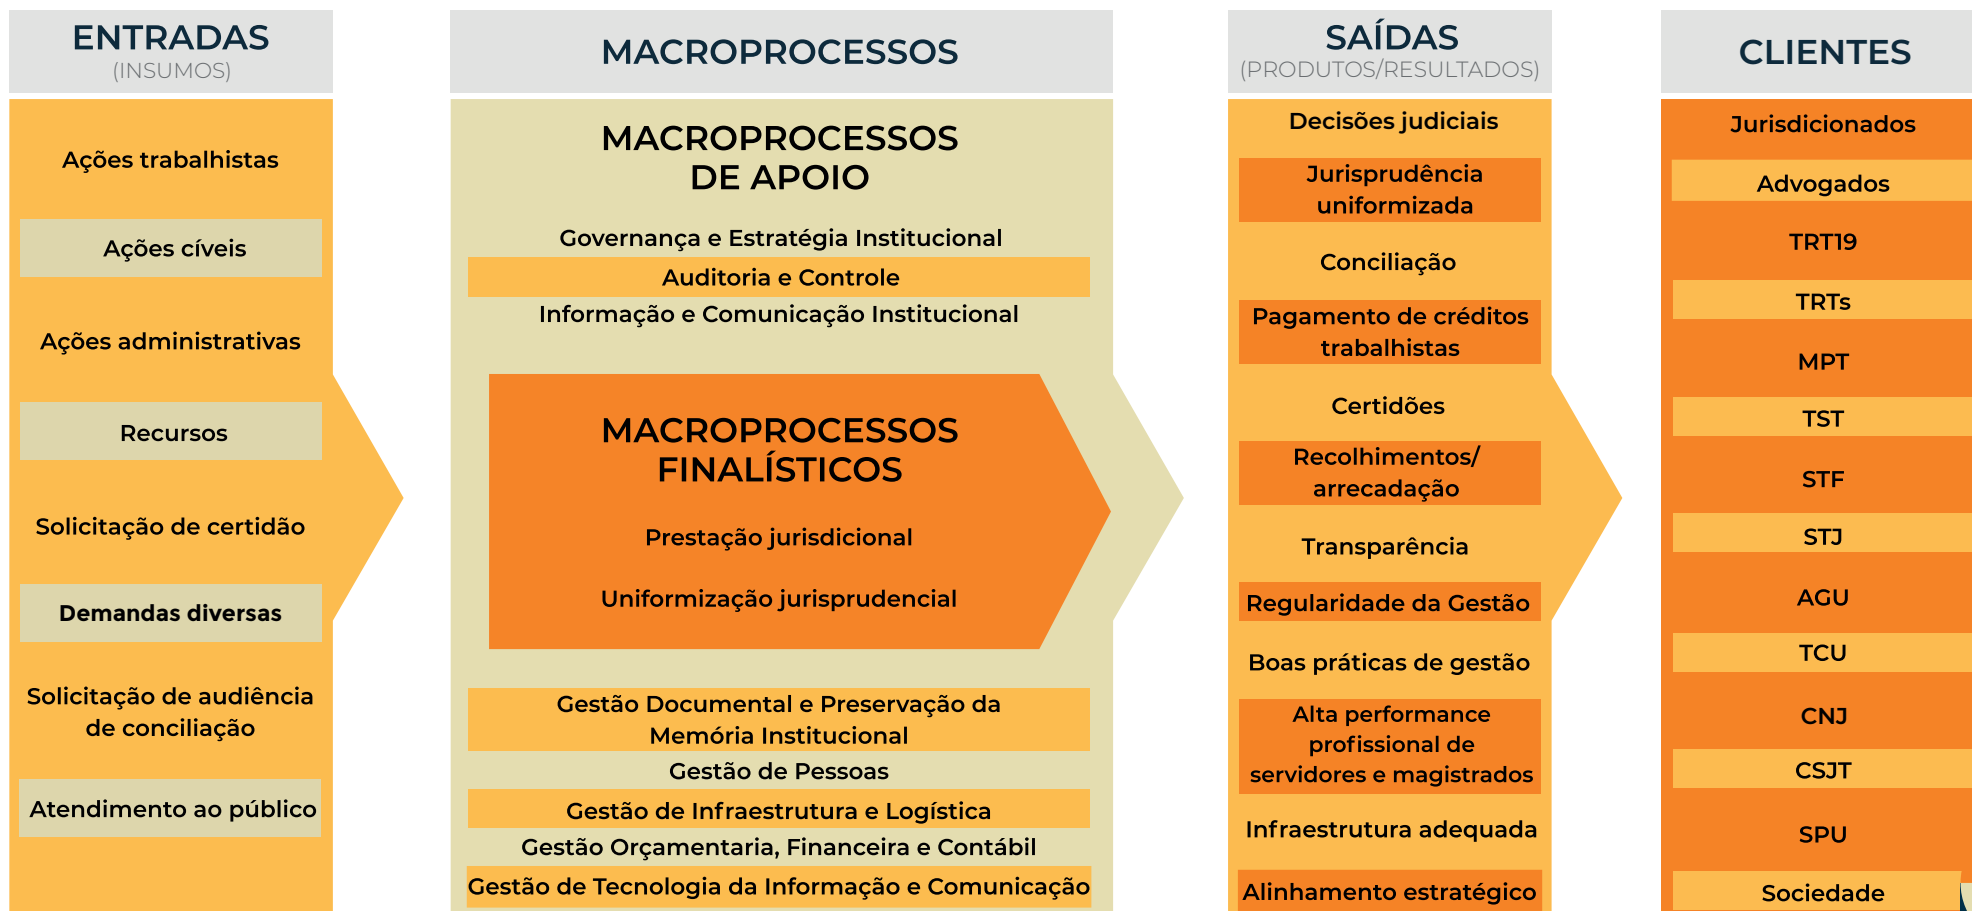 ENTRADAS
(INSUMOS)
Ações trabalhistas
Ações cíveis
Ações administrativas
Recursos
Solicitação de certidão
Demandas diversas
Solicitação de audiência
de conciliação
Atendimento ao público
MACROPROCESSOS
MACROPROCESSOS
DE APOIO
Governança e Estratégia Institucional
Auditoria e Controle
Informação e Comunicação Institucional
MACROPROCESSOS
FINALÍSTICOS
Prestação jurisdicional
Uniformização jurisprudencial
Gestão Documental e Preservação da
Memória Institucional
Gestão de Pessoas
Gestão de Infraestrutura e Logística
Gestão Orçamentaria, Financeira e Contábil
Gestão de Tecnologia da Informação e Comunicação
SAÍDAS
(PRODUTOS/RESULTADOS)
Decisões judiciais
Jurisprudência
uniformizada
Conciliação
Pagamento de créditos
trabalhistas
Certidões
Recolhimentos/
arrecadação
Transparência
Regularidade da Gestão
Boas práticas de gestão
Alta performance
profissional de
servidores e magistrados
Infraestrutura adequada
Alinhamento estratégico
CLIENTES
Jurisdicionados
Advogados
TRT19
TRTs
MPT
TST
STF
STJ
AGU
TCU
CNJ
CSJT
SPU
Sociedade